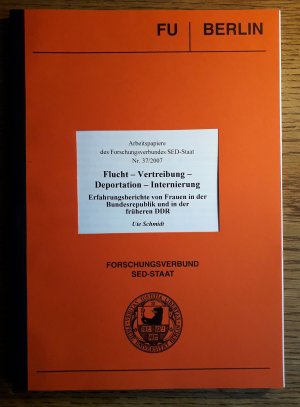 FU BERLIN
Arbeitspapiere
des Forschungsverbundes SED-Staat
Nr. 37/2007
Flucht – Vertreibung –
Deportation – Internierung
Erfahrungsberichte von Frauen in der
Bundesrepublik und in der
früheren DDR
Ute Schmidt
FORSCHUNGSVERBUND
SED-STAAT